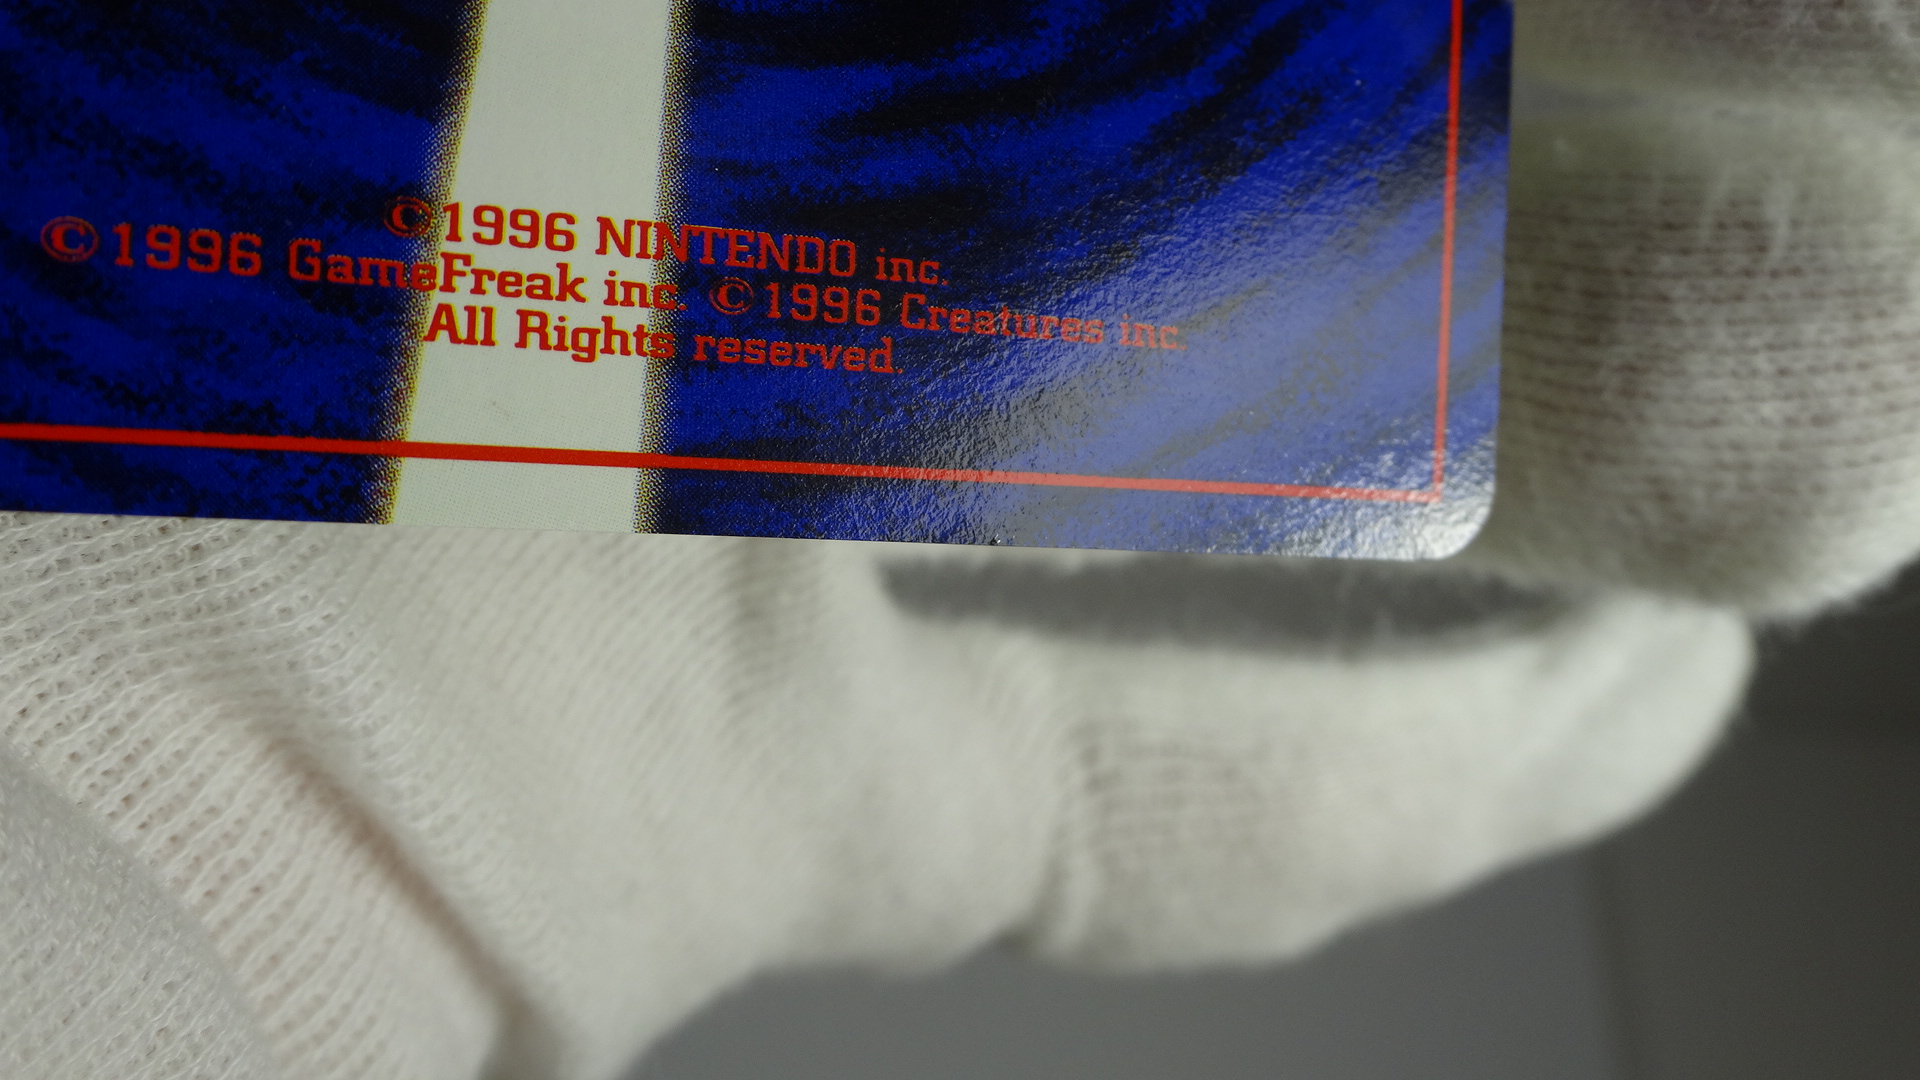 ©1996 NINTENDO inc.
©1996 GameFreak inc. ©1996 Creatures inc.
All Rights reserved.